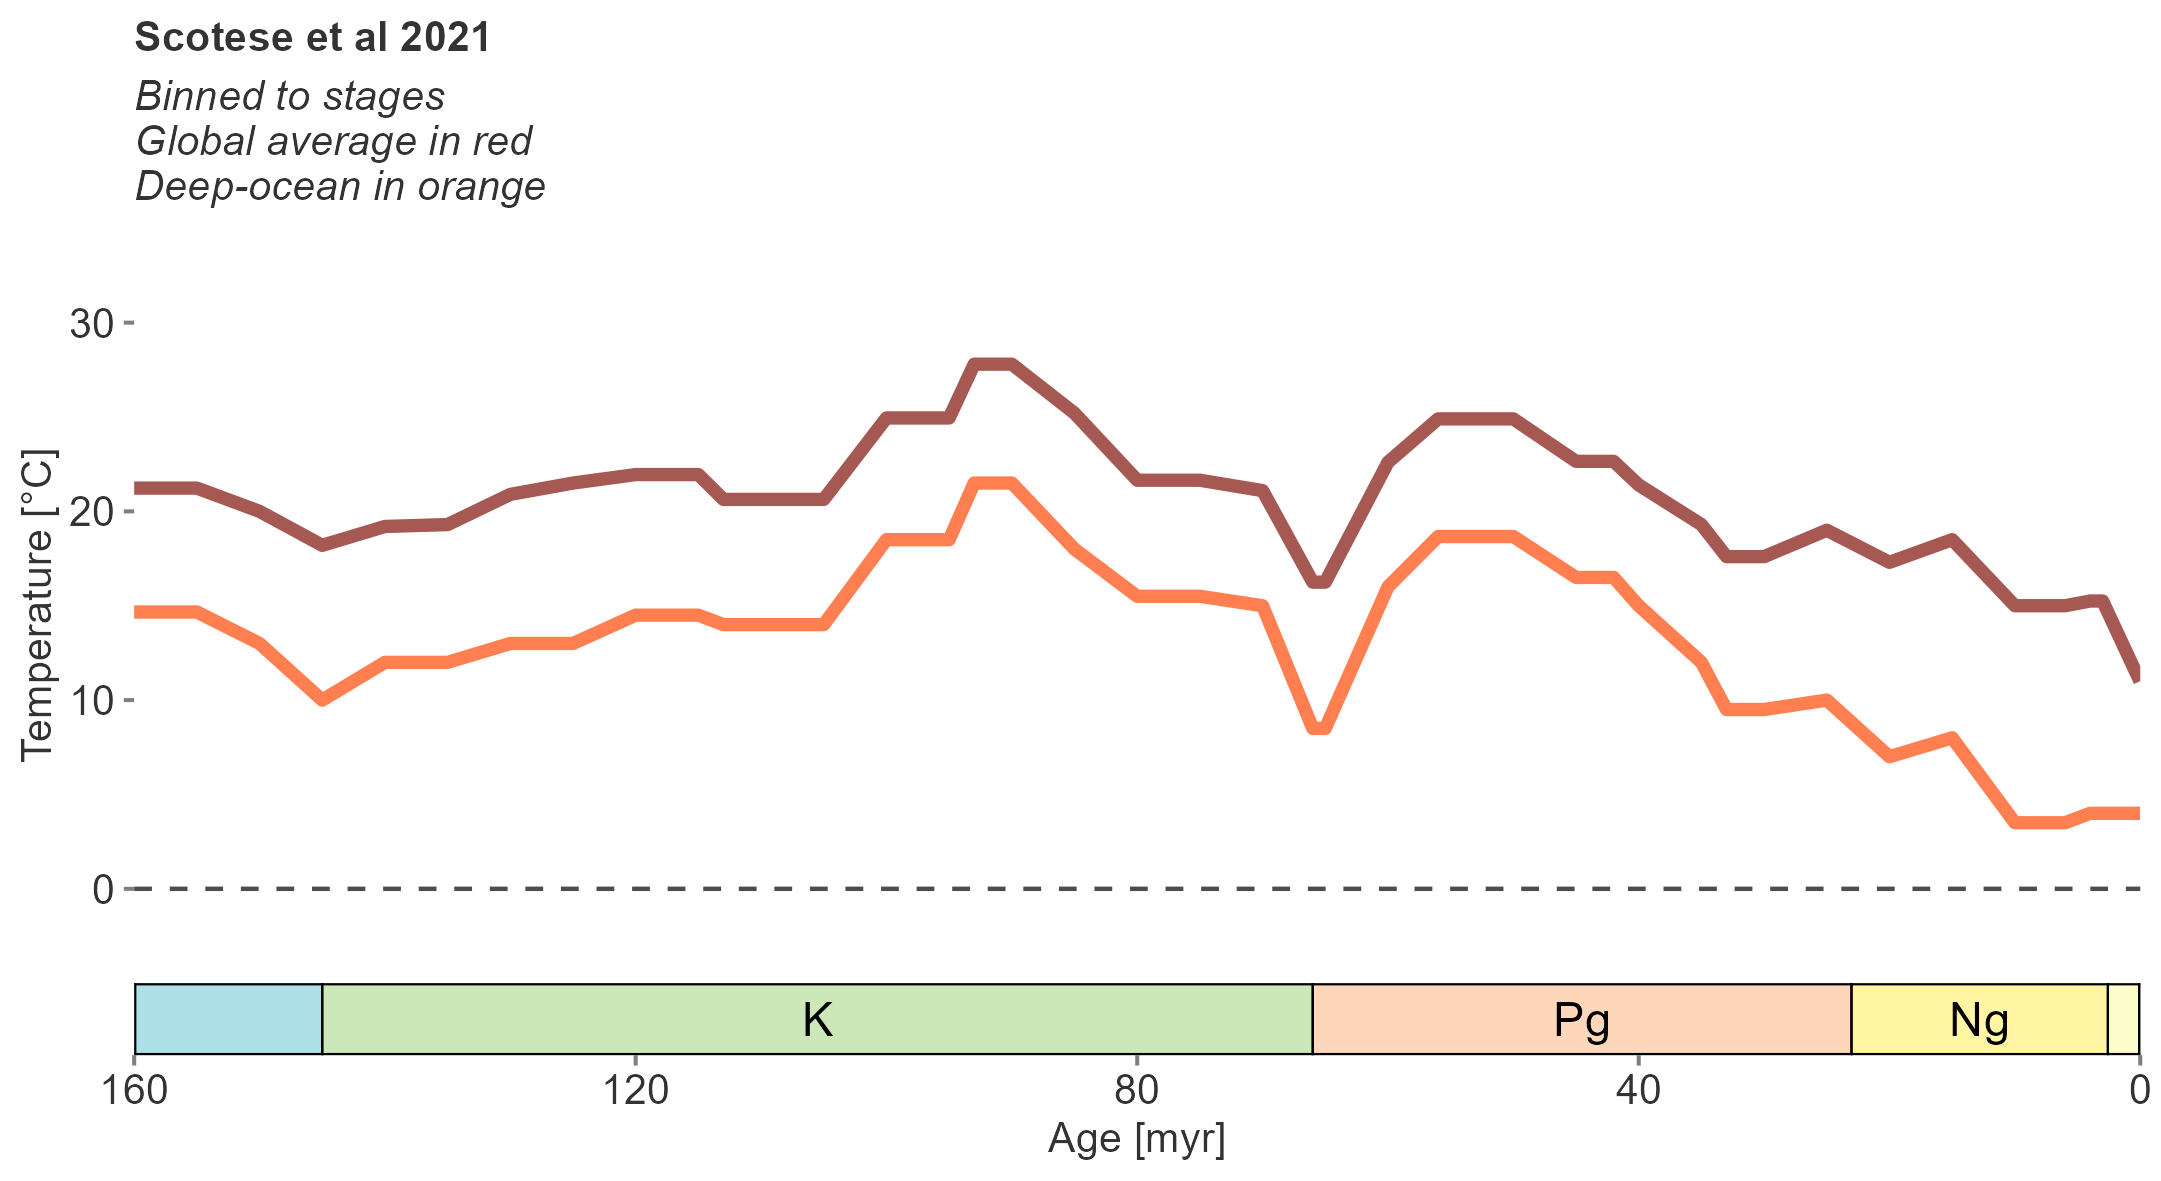 Scotese et al 2021
Binned to stages
Global average in red
Deep-ocean in orange
30
20
10
0
Temperature [°C]
K
Pg
Ng
160
120
80
40
0
Age [myr]